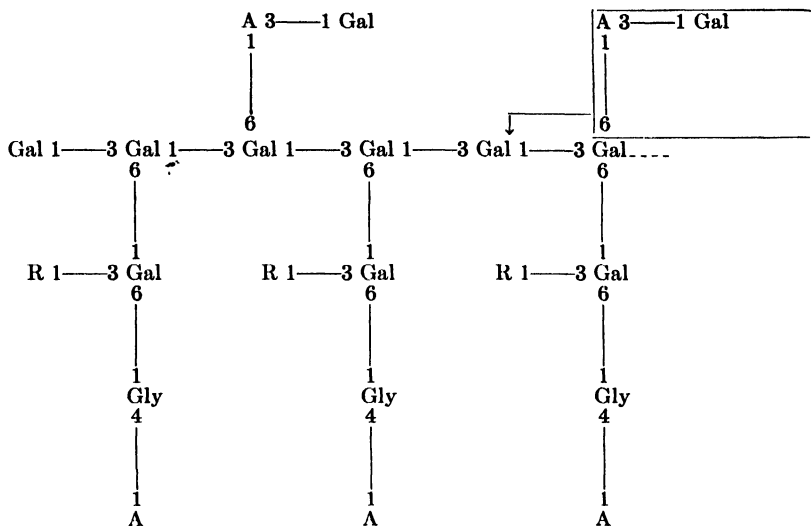 A 3——1 Gal A 3——1 Gal
1 1
6 6
Gal 1——3 Gal 1——3 Gal 1——3 Gal 1——3 Gal 1——3 Gal----
6 6 6
1 1 1
R 1——3 Gal R 1——3 Gal R 1——3 Gal
6 6 6
1 1 1
Gly Gly Gly
4 4 4
1 1 1
A A A